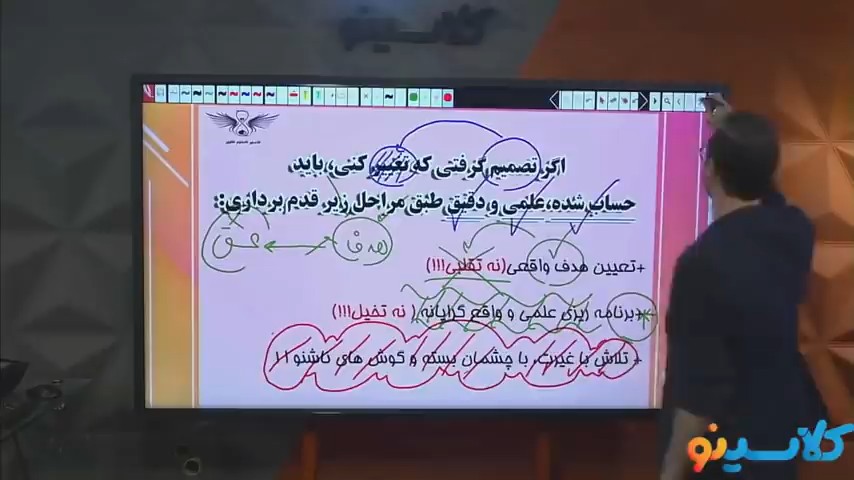 اگر تصمیم گرفتی که تغییر کنی، باید
حساب شده، علمی و دقیق طبق مراحل زیر قدم برداری:
هدف
+تعیین هدف واقعی(نه تقلبی!!!)
+برنامه ریزی علمی و واقع گرایانه ( نه تخیل!!!)
+ تلاش با غیرت، با چشمان بسته و گوش های ناشنوا!!
کلاسینو